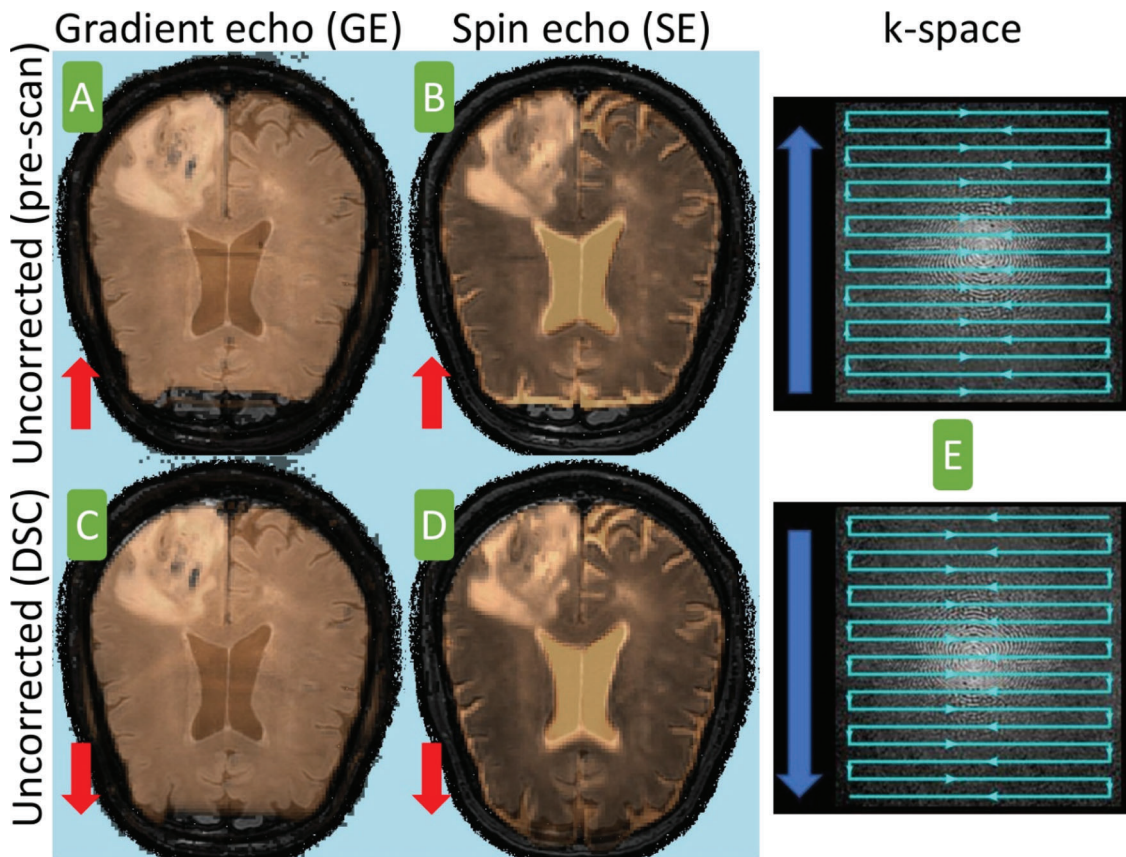 Gradient echo (GE)
Spin echo (SE)
k-space
Uncorrected (pre-scan)
A
B
E
Uncorrected (DSC)
C
D